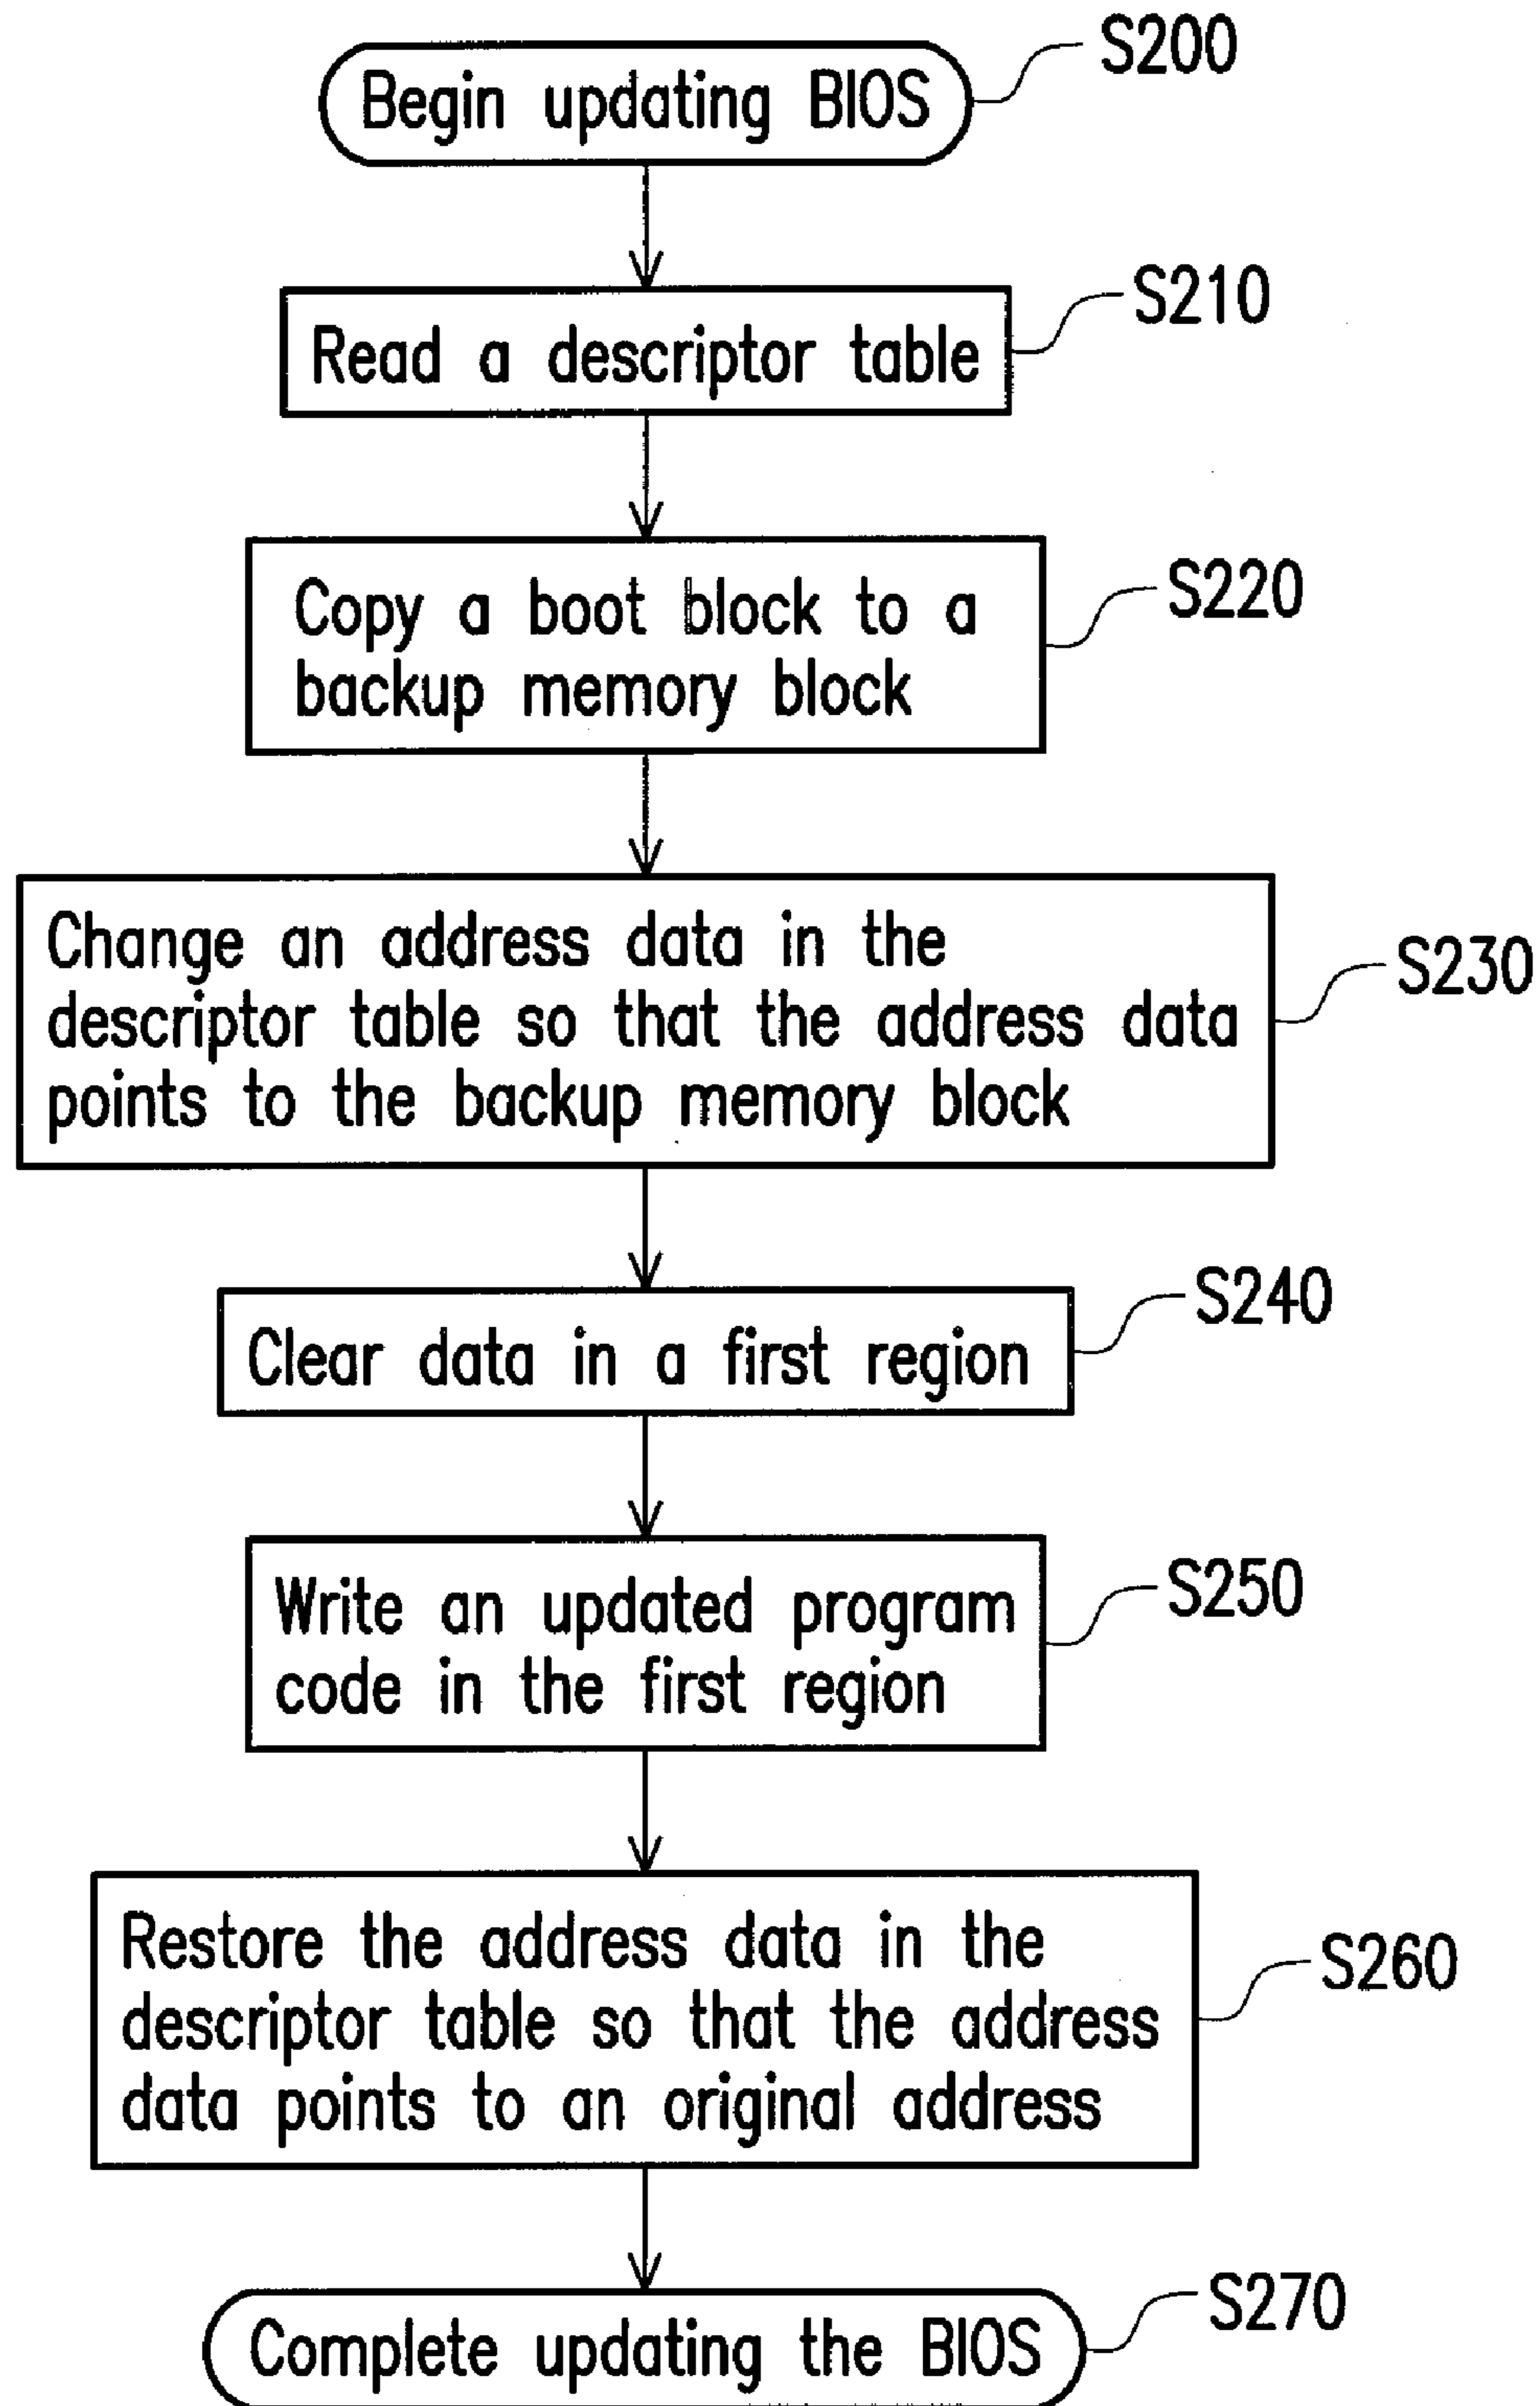 Begin updating BIOS
S200
Read a descriptor table
S210
Copy a boot block to a
backup memory block
S220
Change an address data in the
descriptor table so that the address data
points to the backup memory block
S230
Clear data in a first region
S240
Write an updated program
code in the first region
S250
Restore the address data in the
descriptor table so that the address
data points to an original address
S260
Complete updating the BIOS
S270